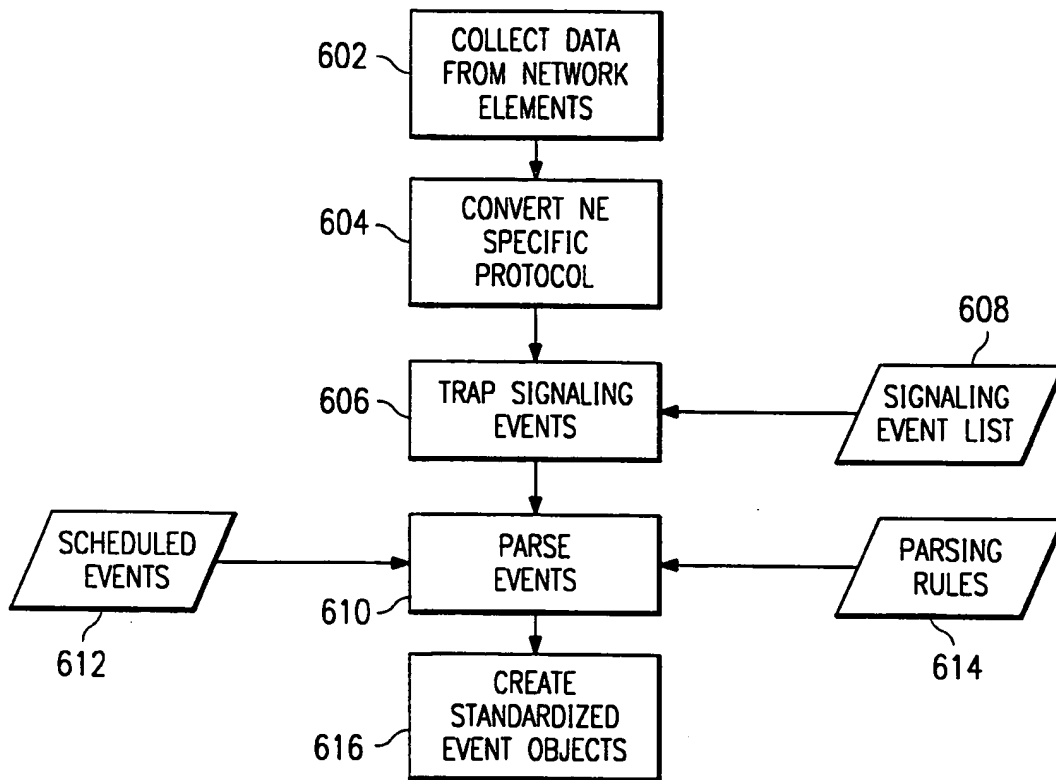 602
COLLECT DATA
FROM NETWORK
ELEMENTS
604
CONVERT NE
SPECIFIC
PROTOCOL
606
TRAP SIGNALING
EVENTS
608
SIGNALING
EVENT LIST
SCHEDULED
EVENTS
612
PARSE
EVENTS
610
PARSING
RULES
614
CREATE
STANDARDIZED
EVENT OBJECTS
616